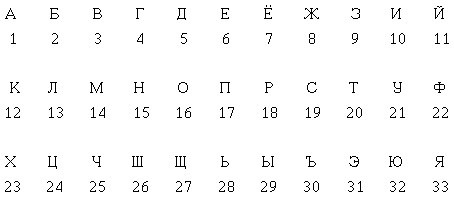 А Б В Г Д Е Ё Ж З И Й
1 2 3 4 5 6 7 8 9 10 11
К Л М Н О П Р С Т У Ф
12 13 14 15 16 17 18 19 20 21 22
Х Ц Ч Ш Щ Ь Ы Ъ Э Ю Я
23 24 25 26 27 28 29 30 31 32 33